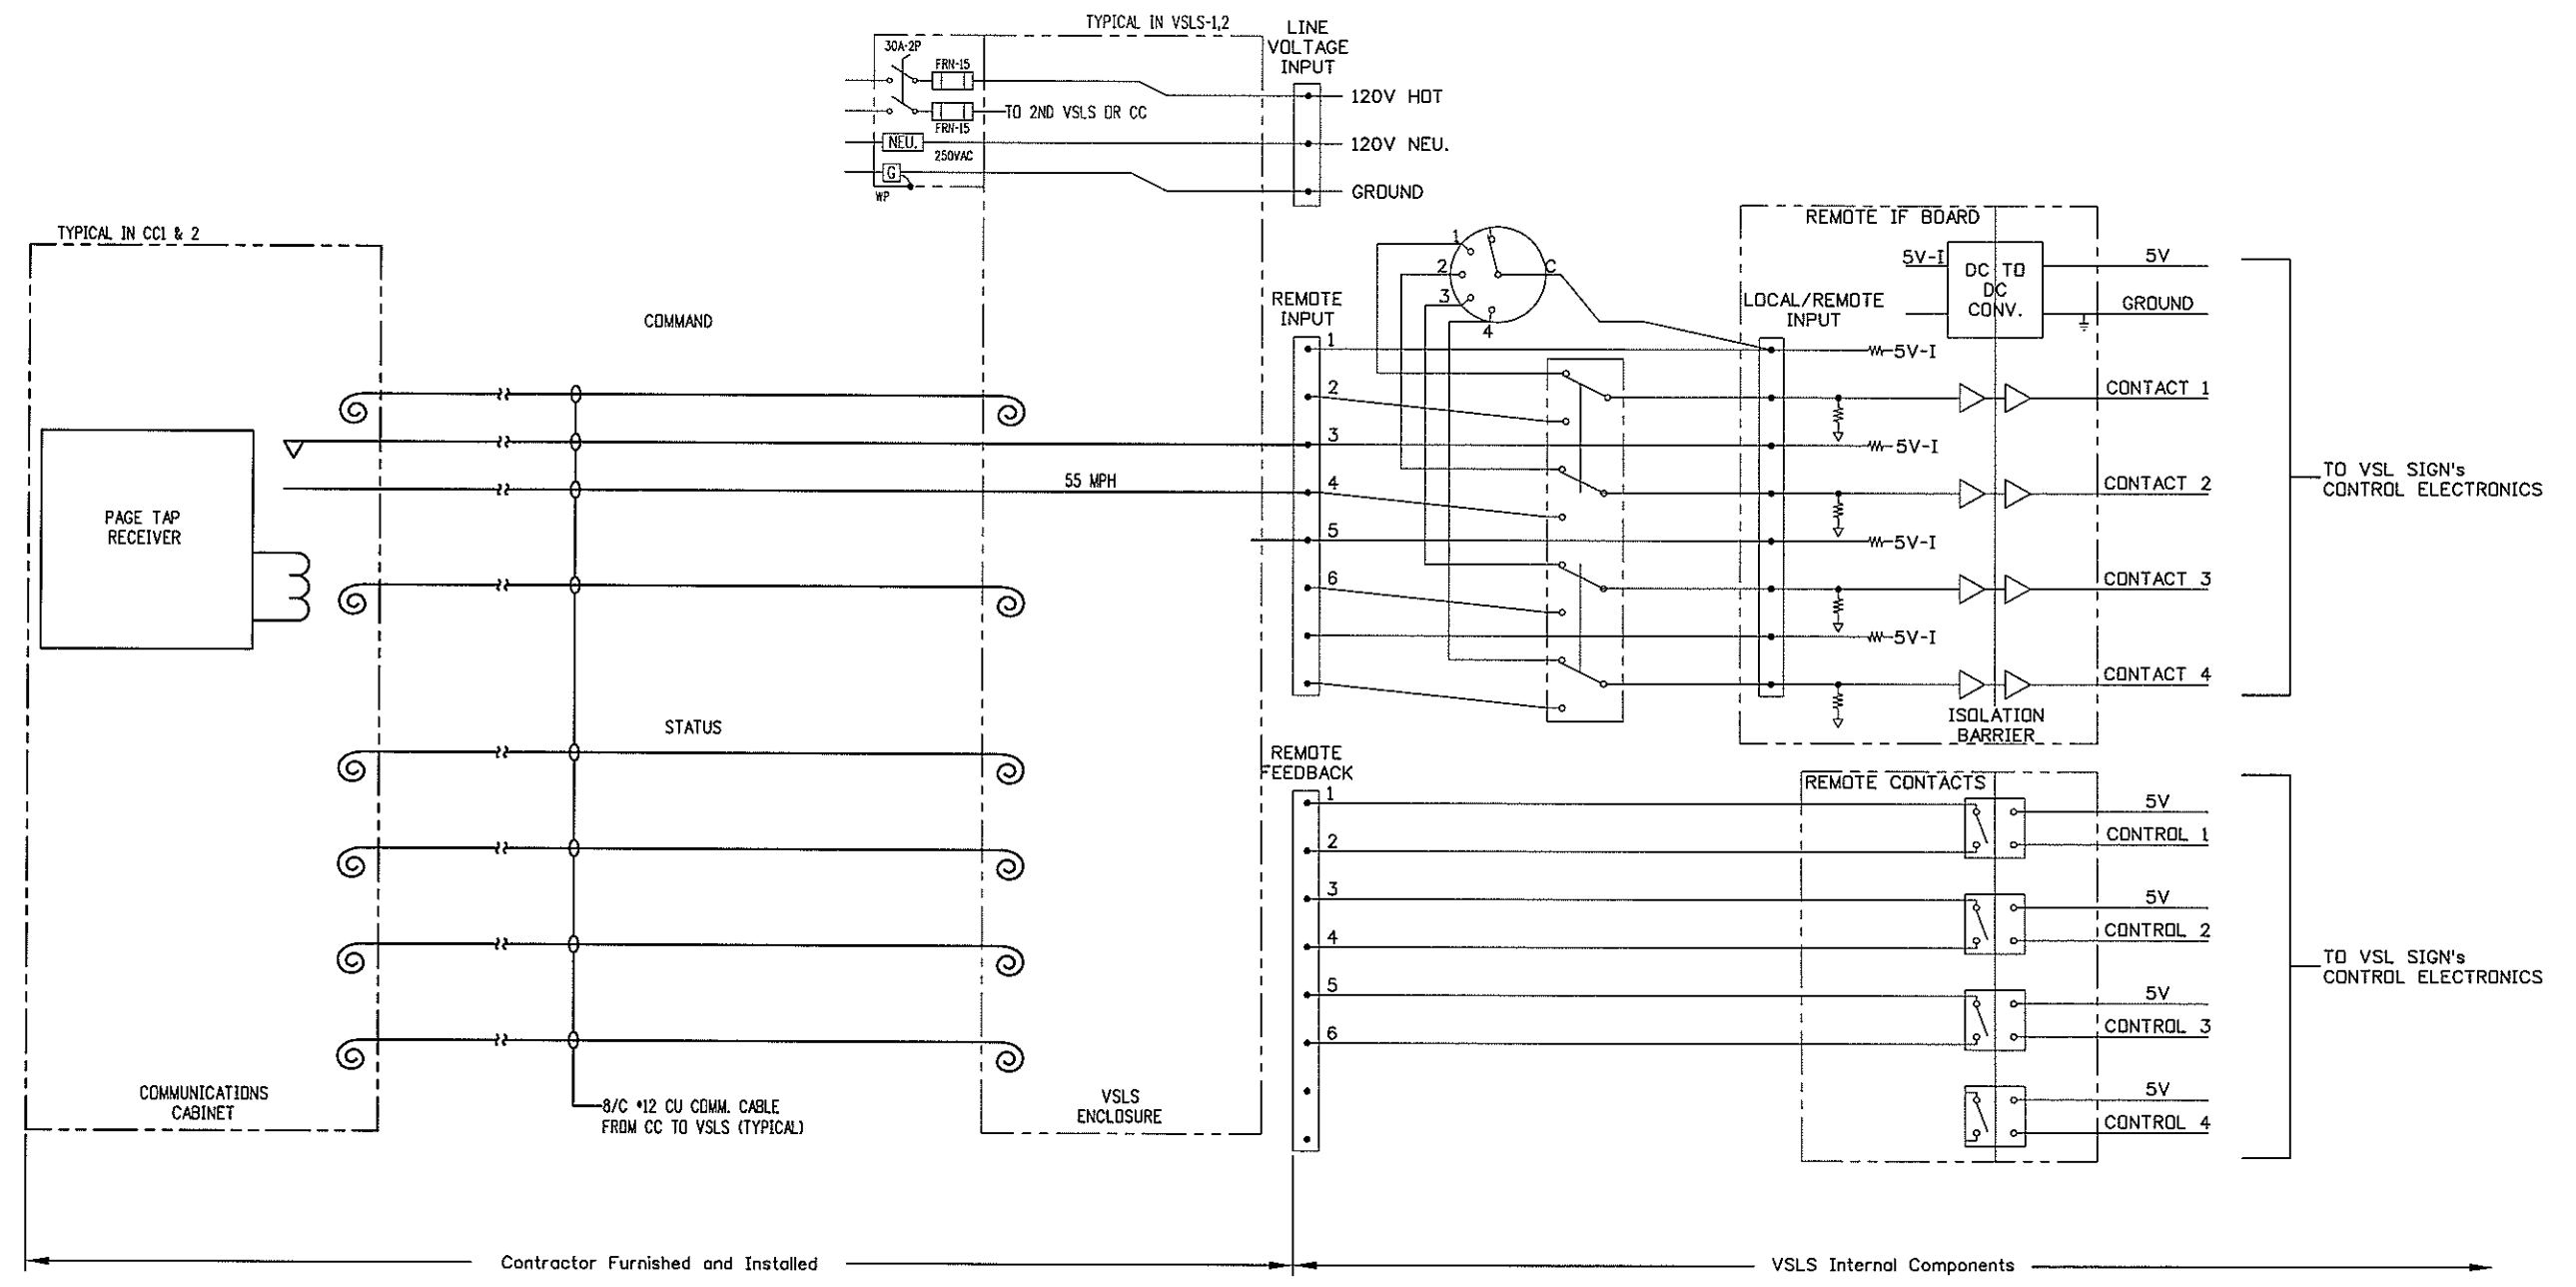 TYPICAL IN VSLS-1,2
30A-2P
FRN-15
TO 2ND VSLS OR CC
FRN-15
NEU.
250VAC
G
WP
LINE
VOLTAGE
INPUT
120V HOT
120V NEU.
GROUND
TYPICAL IN CC1 & 2
COMMAND
55 MPH
PAGE TAP
RECEIVER
STATUS
COMMUNICATIONS
CABINET
8/C #12 CU COMM. CABLE
FROM CC TO VSLS (TYPICAL)
VSLS
ENCLOSURE
REMOTE
INPUT
1
2
3
4
5
6
1
2
3
4
C
REMOTE IF BOARD
5V-I
DC TO
DC
CONV.
5V
GROUND
LOCAL/REMOTE
INPUT
5V-I
CONTACT 1
5V-I
CONTACT 2
5V-I
CONTACT 3
5V-I
CONTACT 4
ISOLATION
BARRIER
TO VSL SIGN's
CONTROL ELECTRONICS
REMOTE
FEEDBACK
1
2
3
4
5
6
REMOTE CONTACTS
5V
CONTROL 1
5V
CONTROL 2
5V
CONTROL 3
5V
CONTROL 4
TO VSL SIGN's
CONTROL ELECTRONICS
Contractor Furnished and Installed
VSLS Internal Components